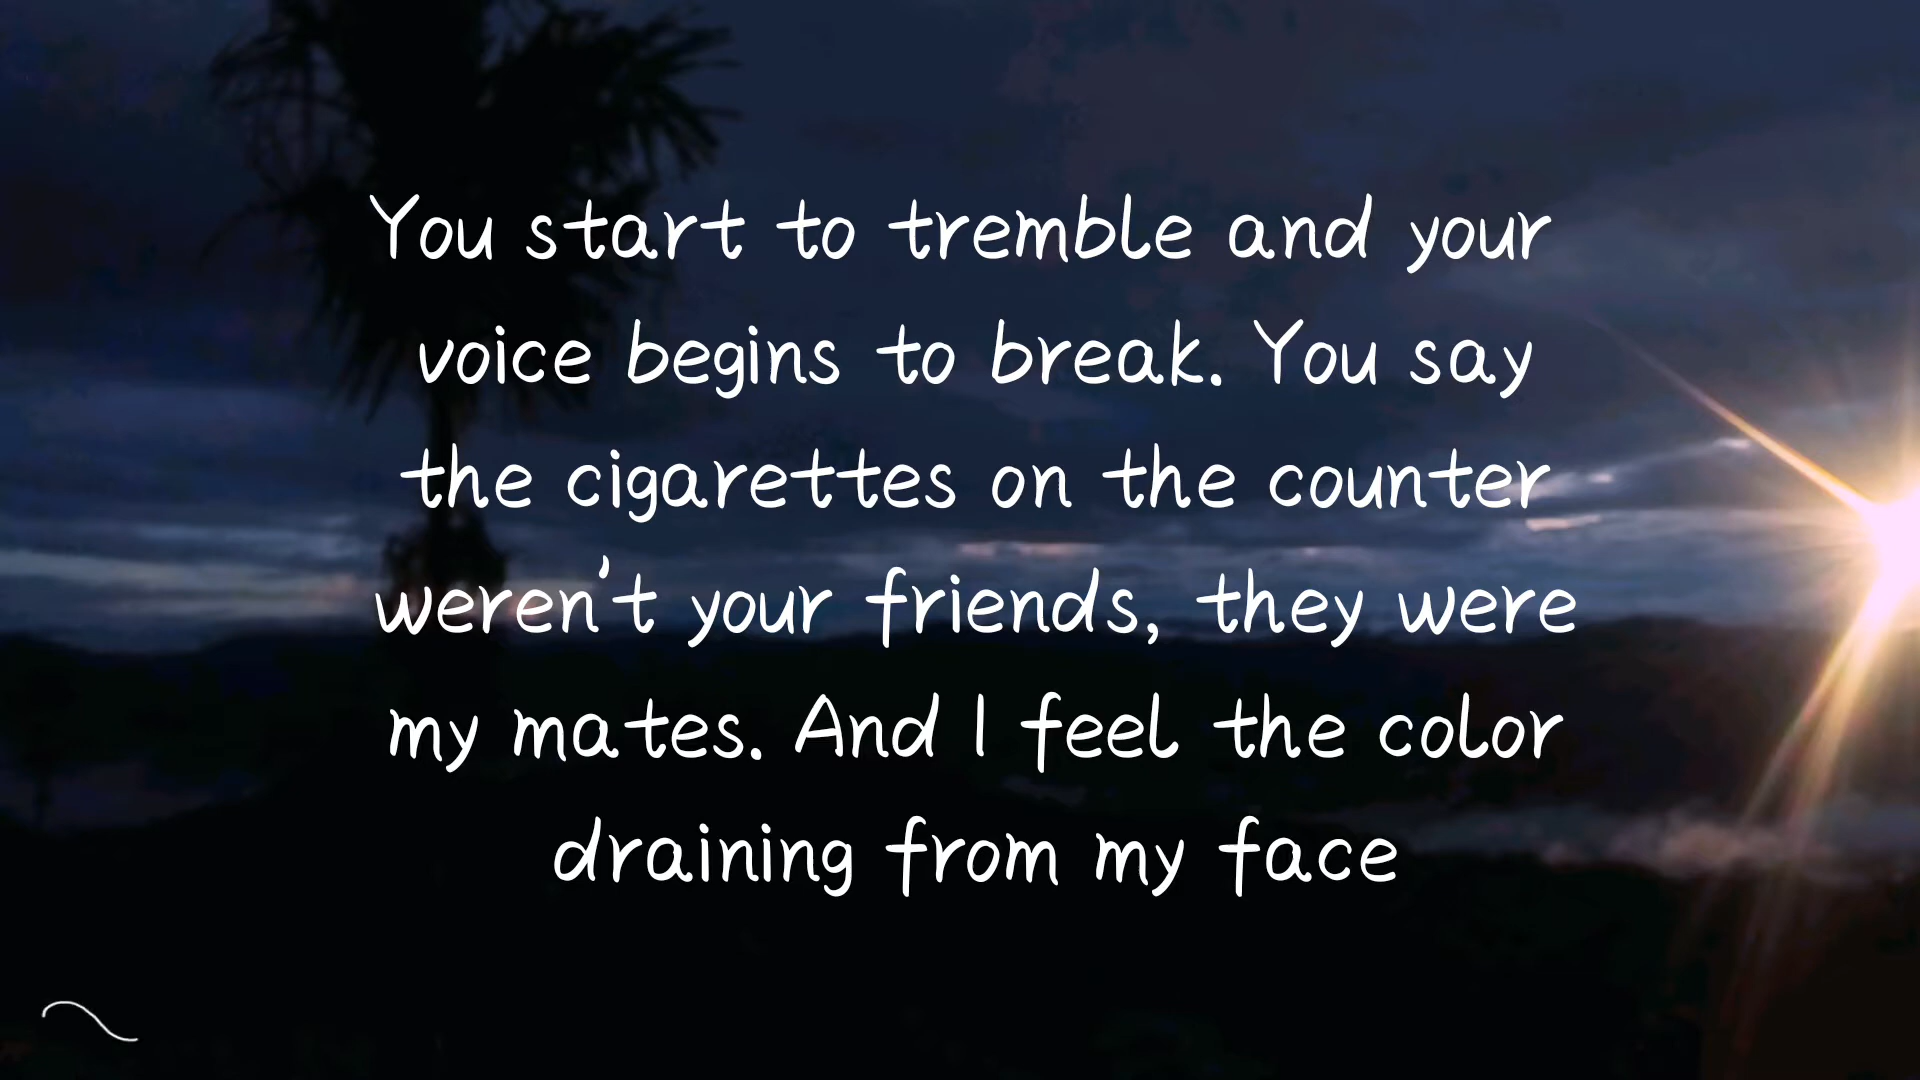 You start to tremble and your
voice begins to break. You say
the cigarettes on the counter
weren't your friends, they were
my mates. And I feel the color
draining from my face